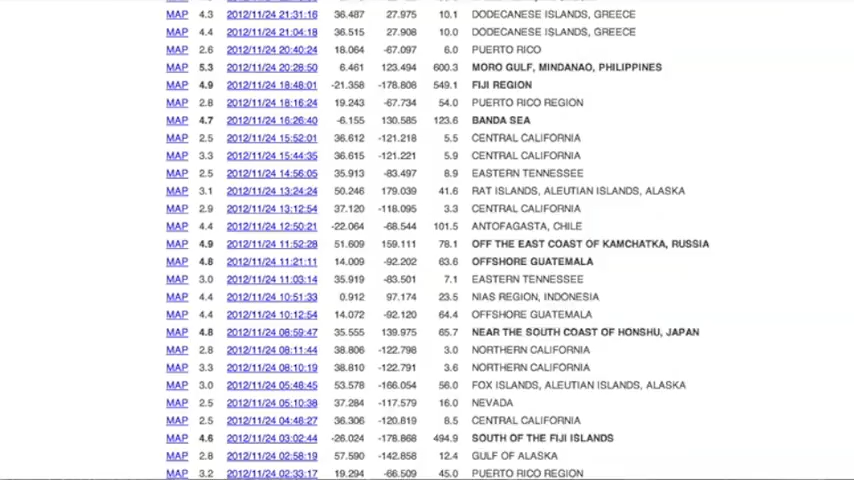 MAP 4.3 2012/11/24 21:31:16 36.487 27.975 10.1 DODECANESE ISLANDS, GREECE
MAP 4.4 2012/11/24 21:04:18 36.515 27.908 10.0 DODECANESE ISLANDS, GREECE
MAP 2.6 2012/11/24 20:40:24 18.064 -67.097 6.0 PUERTO RICO
MAP 5.3 2012/11/24 20:28:50 6.461 123.494 600.3 MORO GULF, MINDANAO, PHILIPPINES
MAP 4.9 2012/11/24 18:48:01 -21.358 -178.808 549.1 FIJI REGION
MAP 2.8 2012/11/24 18:16:24 19.243 -67.734 54.0 PUERTO RICO REGION
MAP 4.7 2012/11/24 16:26:40 -6.155 130.585 123.6 BANDA SEA
MAP 2.5 2012/11/24 15:52:01 36.612 -121.218 5.5 CENTRAL CALIFORNIA
MAP 3.3 2012/11/24 15:44:35 36.615 -121.221 5.9 CENTRAL CALIFORNIA
MAP 2.5 2012/11/24 14:56:05 35.913 -83.497 8.9 EASTERN TENNESSEE
MAP 3.1 2012/11/24 13:24:24 50.246 179.039 41.6 RAT ISLANDS, ALEUTIAN ISLANDS, ALASKA
MAP 2.9 2012/11/24 13:12:54 37.120 -118.095 3.3 CENTRAL CALIFORNIA
MAP 4.4 2012/11/24 12:50:21 -22.064 -68.544 101.5 ANTOFAGASTA, CHILE
MAP 4.9 2012/11/24 11:52:28 51.609 159.111 78.1 OFF THE EAST COAST OF KAMCHATKA, RUSSIA
MAP 4.8 2012/11/24 11:21:11 14.009 -92.202 63.6 OFFSHORE GUATEMALA
MAP 3.0 2012/11/24 11:03:14 35.919 -83.501 7.1 EASTERN TENNESSEE
MAP 4.4 2012/11/24 10:51:33 0.912 97.174 23.5 NIAS REGION, INDONESIA
MAP 4.4 2012/11/24 10:12:54 14.072 -92.120 64.4 OFFSHORE GUATEMALA
MAP 4.8 2012/11/24 08:59:47 35.555 139.975 65.7 NEAR THE SOUTH COAST OF HONSHU, JAPAN
MAP 2.8 2012/11/24 08:11:44 38.806 -122.798 3.0 NORTHERN CALIFORNIA
MAP 3.3 2012/11/24 08:10:19 38.810 -122.791 3.6 NORTHERN CALIFORNIA
MAP 3.0 2012/11/24 05:48:45 53.578 -166.054 56.0 FOX ISLANDS, ALEUTIAN ISLANDS, ALASKA
MAP 2.5 2012/11/24 05:10:38 37.284 -117.579 16.0 NEVADA
MAP 2.5 2012/11/24 04:48:27 36.306 -120.819 8.5 CENTRAL CALIFORNIA
MAP 4.6 2012/11/24 03:02:44 -26.024 -178.868 494.9 SOUTH OF THE FIJI ISLANDS
MAP 2.8 2012/11/24 02:58:19 57.590 -142.858 12.4 GULF OF ALASKA
MAP 3.2 2012/11/24 02:33:17 19.294 -66.509 45.0 PUERTO RICO REGION